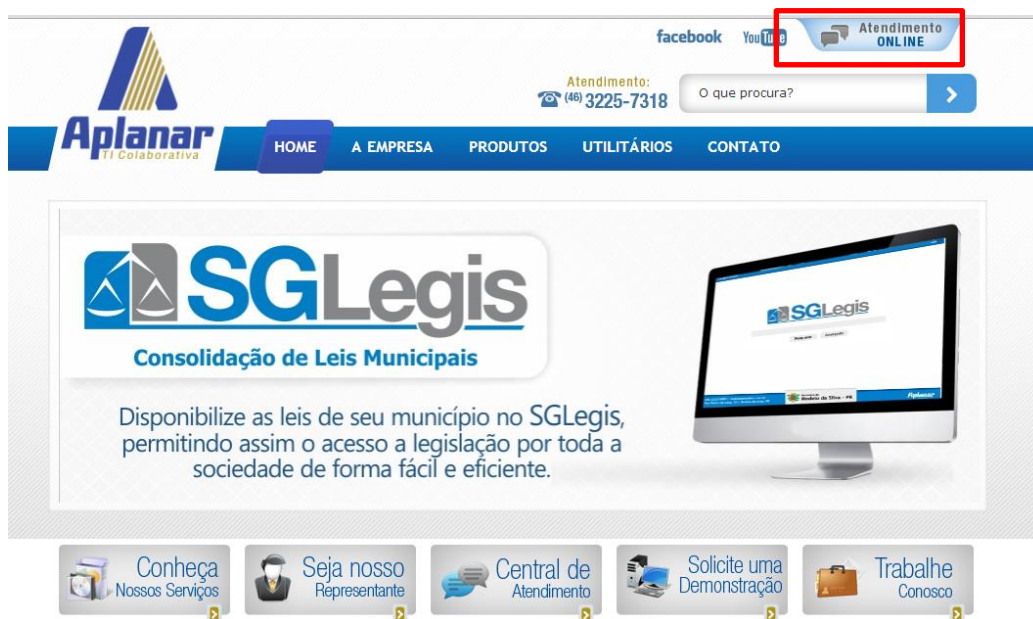 facebook YouTube Atendimento
ONLINE
Atendimento:
(46) 3225-7318
O que procura?
Aplanar
TI Colaborativa
HOME A EMPRESA PRODUTOS UTILITÁRIOS CONTATO
SGLegis
Consolidação de Leis Municipais
Disponibilize as leis de seu município no SGLegis,
permitindo assim o acesso a legislação por toda a
sociedade de forma fácil e eficiente.
SGLegis
Aplanar
Conheça
Nossos Serviços
Seja nosso
Representante
Central de
Atendimento
Solicite uma
Demonstração
Trabalhe
Conosco